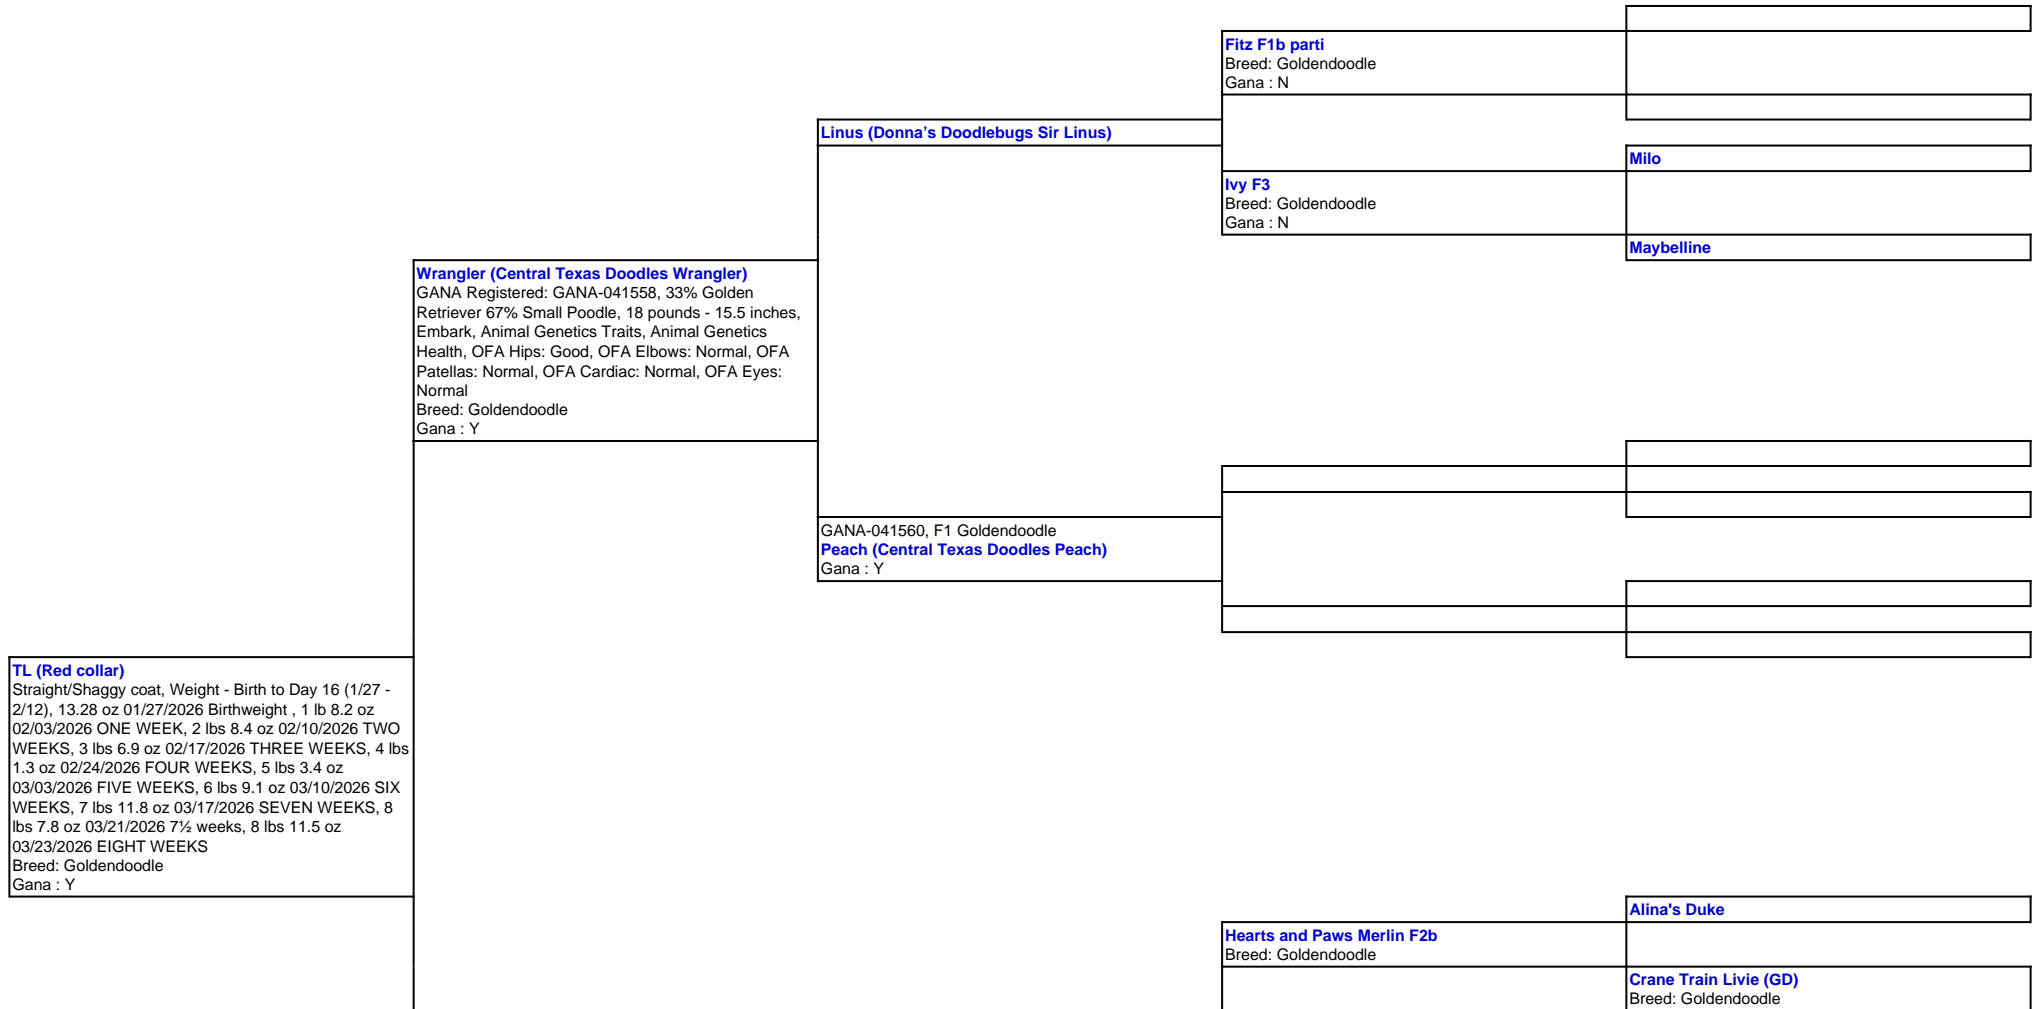 Fitz F1b parti
Breed: Goldendoodle
Gana : N
Linus (Donna’s Doodlebugs Sir Linus)
Milo
Ivy F3
Breed: Goldendoodle
Gana : N
Maybelline
Wrangler (Central Texas Doodles Wrangler)
GANA Registered: GANA-041558, 33% Golden
Retriever 67% Small Poodle, 18 pounds - 15.5 inches,
Embark, Animal Genetics Traits, Animal Genetics
Health, OFA Hips: Good, OFA Elbows: Normal, OFA
Patellas: Normal, OFA Cardiac: Normal, OFA Eyes:
Normal
Breed: Goldendoodle
Gana : Y
GANA-041560, F1 Goldendoodle
Peach (Central Texas Doodles Peach)
Gana : Y
TL (Red collar)
Straight/Shaggy coat, Weight - Birth to Day 16 (1/27 -
2/12), 13.28 oz 01/27/2026 Birthweight , 1 lb 8.2 oz
02/03/2026 ONE WEEK, 2 lbs 8.4 oz 02/10/2026 TWO
WEEKS, 3 lbs 6.9 oz 02/17/2026 THREE WEEKS, 4 lbs
1.3 oz 02/24/2026 FOUR WEEKS, 5 lbs 3.4 oz
03/03/2026 FIVE WEEKS, 6 lbs 9.1 oz 03/10/2026 SIX
WEEKS, 7 lbs 11.8 oz 03/17/2026 SEVEN WEEKS, 8
lbs 7.8 oz 03/21/2026 7½ weeks, 8 lbs 11.5 oz
03/23/2026 EIGHT WEEKS
Breed: Goldendoodle
Gana : Y
Alina's Duke
Hearts and Paws Merlin F2b
Breed: Goldendoodle
Crane Train Livie (GD)
Breed: Goldendoodle